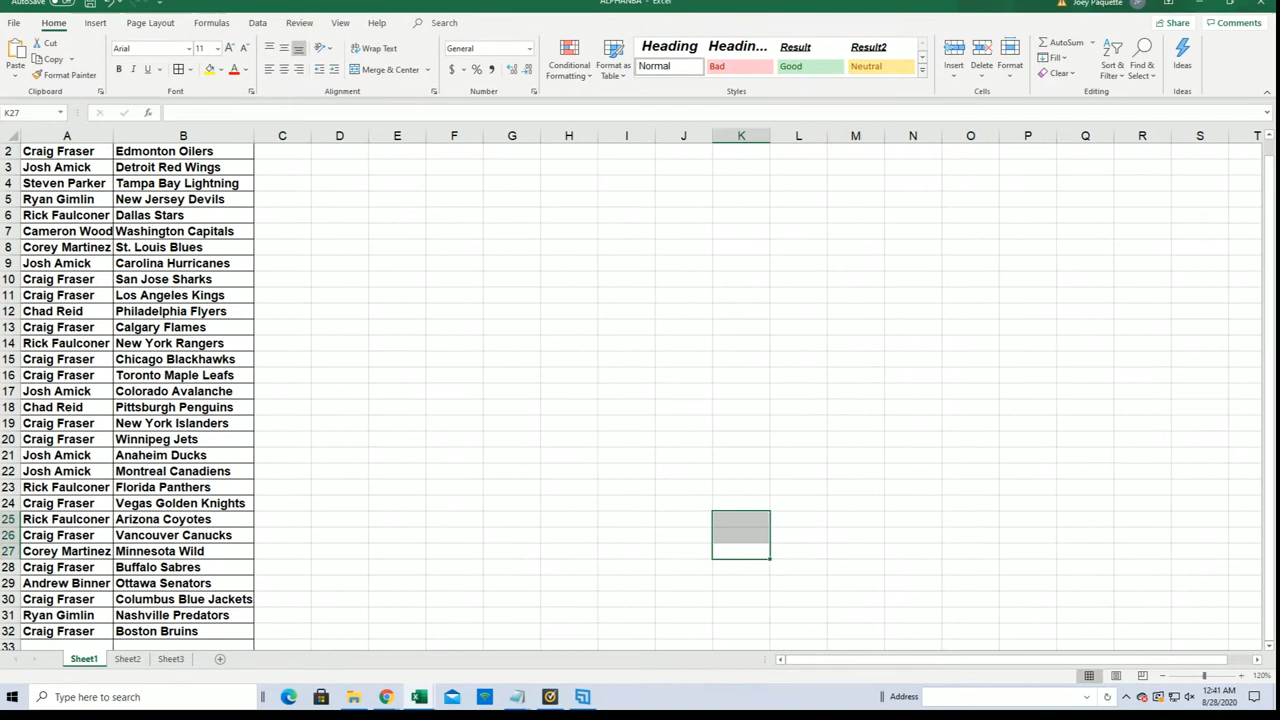 AutoSave Off ALPHANBA - Excel Joey Paquette JP
File Home Insert Page Layout Formulas Data Review View Help Search Share Comments
Cut Arial 11 Wrap Text General Heading Headin... Result Result2 AutoSum
Copy Fill
Paste Format Painter B I U Merge & Center $ % , Conditional Formatting Format as Table Normal Bad Good Neutral Insert Delete Format Clear Sort & Filter Find & Select Ideas
Clipboard Font Alignment Number Styles Cells Editing Ideas
K27 fx
A B C D E F G H I J K L M N O P Q R S T
2 Craig Fraser Edmonton Oilers
3 Josh Amick Detroit Red Wings
4 Steven Parker Tampa Bay Lightning
5 Ryan Gimlin New Jersey Devils
6 Rick Faulconer Dallas Stars
7 Cameron Wood Washington Capitals
8 Corey Martinez St. Louis Blues
9 Josh Amick Carolina Hurricanes
10 Craig Fraser San Jose Sharks
11 Craig Fraser Los Angeles Kings
12 Chad Reid Philadelphia Flyers
13 Craig Fraser Calgary Flames
14 Rick Faulconer New York Rangers
15 Craig Fraser Chicago Blackhawks
16 Craig Fraser Toronto Maple Leafs
17 Josh Amick Colorado Avalanche
18 Chad Reid Pittsburgh Penguins
19 Craig Fraser New York Islanders
20 Craig Fraser Winnipeg Jets
21 Josh Amick Anaheim Ducks
22 Josh Amick Montreal Canadiens
23 Rick Faulconer Florida Panthers
24 Craig Fraser Vegas Golden Knights
25 Rick Faulconer Arizona Coyotes
26 Craig Fraser Vancouver Canucks
27 Corey Martinez Minnesota Wild
28 Craig Fraser Buffalo Sabres
29 Andrew Binner Ottawa Senators
30 Craig Fraser Columbus Blue Jackets
31 Ryan Gimlin Nashville Predators
32 Craig Fraser Boston Bruins
33
Sheet1 Sheet2 Sheet3
120%
Type here to search Address 12:41 AM
8/28/2020